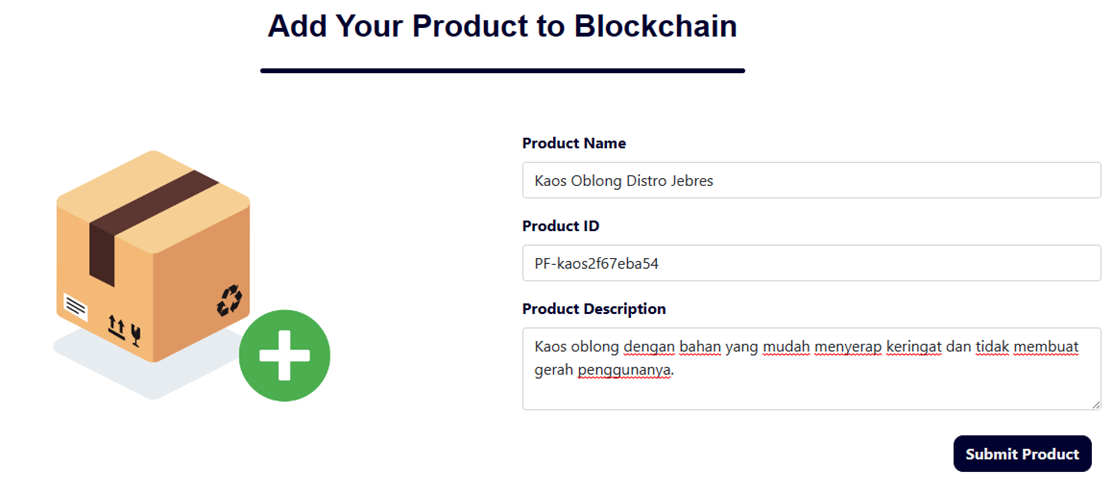 Add Your Product to Blockchain
Product Name
Kaos Oblong Distro Jebres
Product ID
PF-kaos2f67eba54
Product Description
Kaos oblong dengan bahan yang mudah menyerap keringat dan tidak membuat
gerah penggunanya.
Submit Product